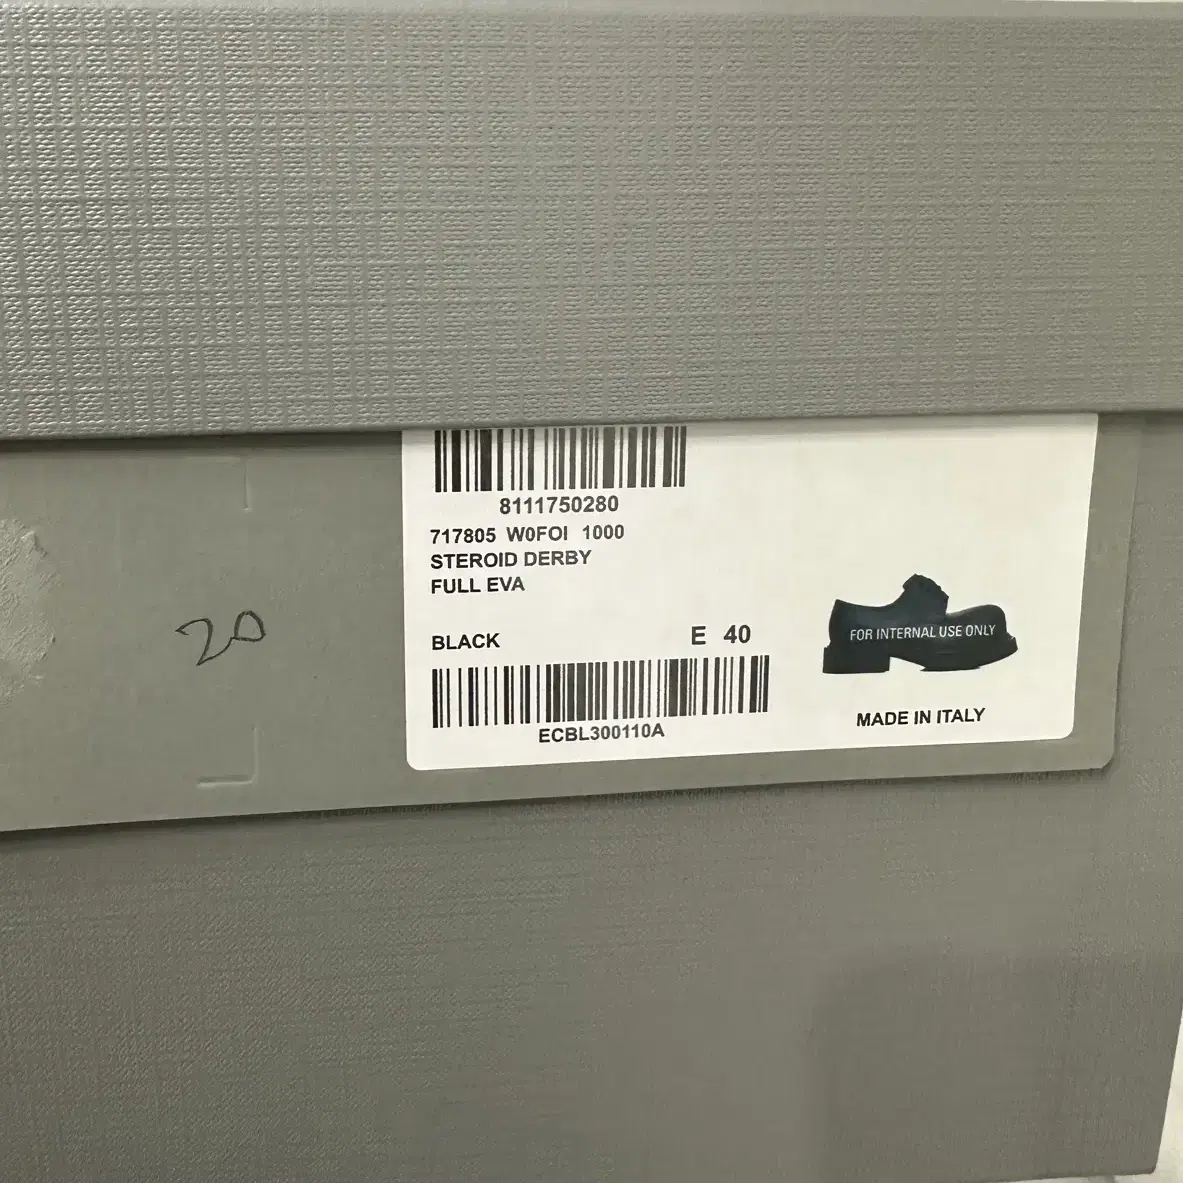 8111750280
717805 W0FOI 1000
STEROID DERBY
FULL EVA
BLACK
E 40
ECBL300110A
FOR INTERNAL USE ONLY
MADE IN ITALY
20